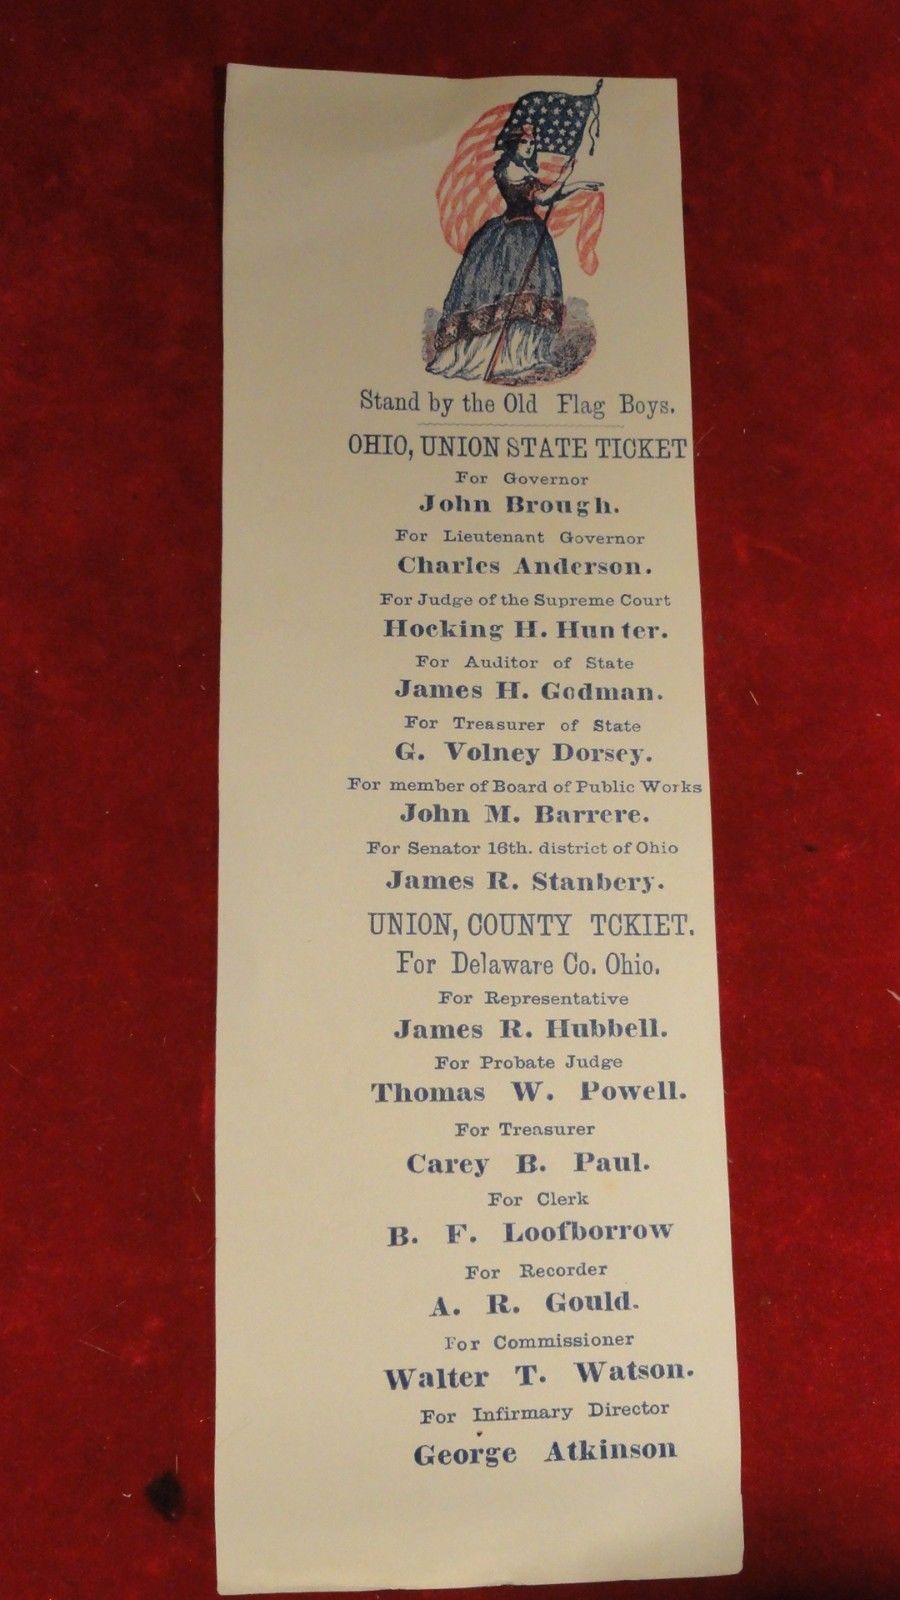 Stand by the Old Flag Boys.
OHIO, UNION STATE TICKET
For Governor
John Brough.
For Lieutenant Governor
Charles Anderson.
For Judge of the Supreme Court
Hocking H. Hunter.
For Auditor of State
James H. Godman.
For Treasurer of State
G. Volney Dorsey.
For member of Board of Public Works
John M. Barrere.
For Senator 16th. district of Ohio
James R. Stanbery.
UNION, COUNTY TCKIET.
For Delaware Co. Ohio.
For Representative
James R. Hubbell.
For Probate Judge
Thomas W. Powell.
For Treasurer
Carey B. Paul.
For Clerk
B. F. Loofborrow
For Recorder
A. R. Gould.
For Commissioner
Walter T. Watson.
For Infirmary Director
George Atkinson